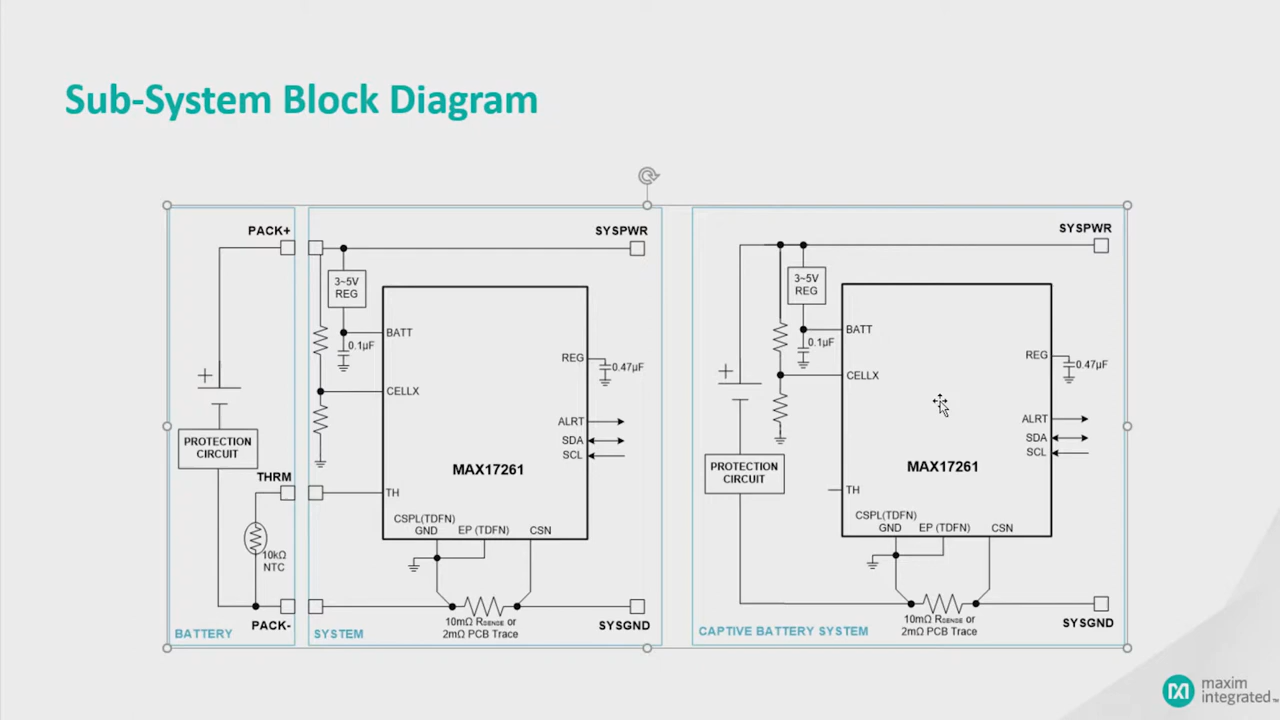 Sub-System Block Diagram
PACK+
SYSPWR
3~5V
REG
BATT
0.1µF
REG
0.47µF
CELLX
+
ALRT
SDA
SCL
PROTECTION
CIRCUIT
MAX17261
THRM
TH
CSPL(TDFN)
GND
EP (TDFN)
CSN
10kΩ
NTC
10mΩ RDENDE or
2mΩ PCB Trace
PACK-
SYSGND
BATTERY
SYSTEM
SYSPWR
3~5V
REG
BATT
0.1µF
REG
0.47µF
+
CELLX
ALRT
SDA
SCL
PROTECTION
CIRCUIT
MAX17261
TH
CSPL(TDFN)
GND
EP (TDFN)
CSN
10mΩ RDENDE or
2mΩ PCB Trace
SYSGND
CAPTIVE BATTERY SYSTEM
maxim
integrated™